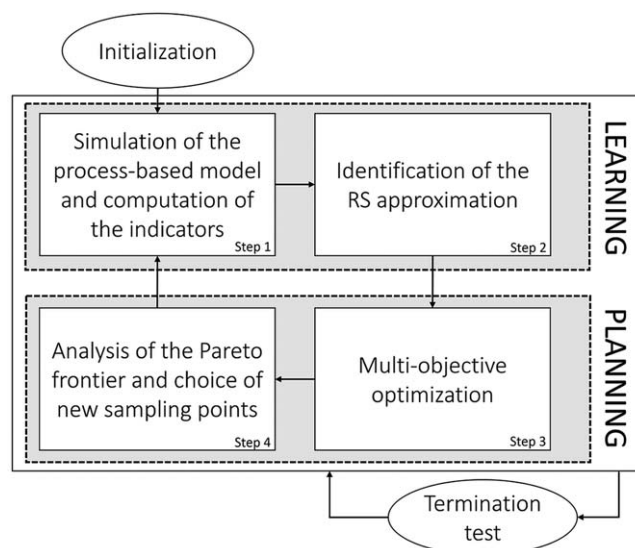 Initialization
Simulation of the
process-based model
and computation of
the indicators
Step 1
Identification of the
RS approximation
Step 2
LEARNING
Analysis of the Pareto
frontier and choice of
new sampling points
Step 4
Multi-objective
optimization
Step 3
PLANNING
Termination
test